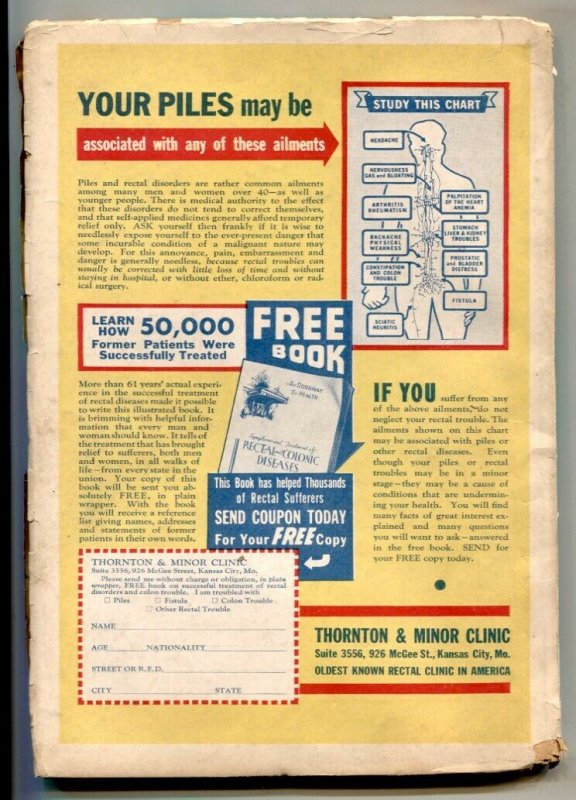 YOUR PILES may be
associated with any of these ailments
Piles and rectal disorders are rather common ailments
among many men and women over 40—as well as
younger people. There is medical authority to the effect
that these disorders do not tend to correct themselves,
and that self-applied medicines generally afford temporary
relief only. ASK yourself then frankly if it is wise to
needlessly expose yourself to the ever-present danger that
some incurable condition of a malignant nature may
develop. For this annoyance, pain, embarrassment and
danger is generally needless, because rectal troubles can
usually be corrected with little loss of time and without
staying in hospital, or without ether, chloroform or rad-
ical surgery.
STUDY THIS CHART
HEADACHE
NERVOUSNESS
GAS and BLOATING
ARTHRITIS
RHEUMATISM
BACKACHE
PHYSICAL
WEAKNESS
CONSTIPATION
AND COLON
TROUBLE
SCIATIC
NEURITIS
PALPITATION
OF THE HEART
ANEMIA
STOMACH
LIVER & KIDNEY
TROUBLES
PROSTATIC
and BLADDER
DISTRESS
FISTULA
LEARN
HOW 50,000
Former Patients Were
Successfully Treated
FREE
BOOK
The DOORWAY
To HEALTH
Symptoms and Treatment of
RECTAL and COLONIC
DISEASES
This Book has helped Thousands
of Rectal Sufferers
SEND COUPON TODAY
For Your FREE Copy
More than 61 years' actual experi-
ence in the successful treatment
of rectal diseases made it possible
to write this illustrated book. It
is brimming with helpful infor-
mation that every man and
woman should know. It tells of
the treatment that has brought
relief to sufferers, both men
and women, in all walks of
life—from every state in the
union. Your copy of this
book will be sent you ab-
solutely FREE, in plain
wrapper. With the book
you will receive a reference
list giving names, addresses
and statements of former
patients in their own words.
IF YOU suffer from any
of the above ailments, do not
neglect your rectal trouble. The
ailments shown on this chart
may be associated with piles or
other rectal diseases. Even
though your piles or rectal
troubles may be in a minor
stage—they may be a cause of
conditions that are undermin-
ing your health. You will find
many facts of great interest ex-
plained and many questions
you will want to ask—answered
in the free book. SEND for
your FREE copy today.
THORNTON & MINOR CLINIC
Suite 3556, 926 McGee Street, Kansas City, Mo.
Please send me without charge or obligation, in plain
wrapper, FREE book on successful treatment of rectal
disorders and colon trouble. I am troubled with
☐ Piles ☐ Fistula ☐ Colon Trouble
☐ Other Rectal Trouble
NAME
AGE NATIONALITY
STREET OR R.F.D.
CITY STATE
THORNTON & MINOR CLINIC
Suite 3556, 926 McGee St., Kansas City, Mo.
OLDEST KNOWN RECTAL CLINIC IN AMERICA